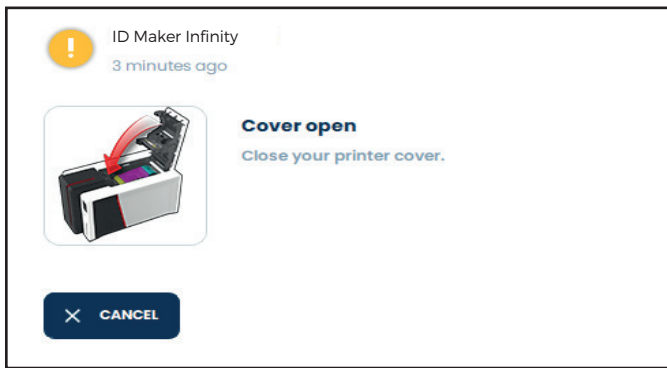 ID Maker Infinity
3 minutes ago
Cover open
Close your printer cover.
CANCEL